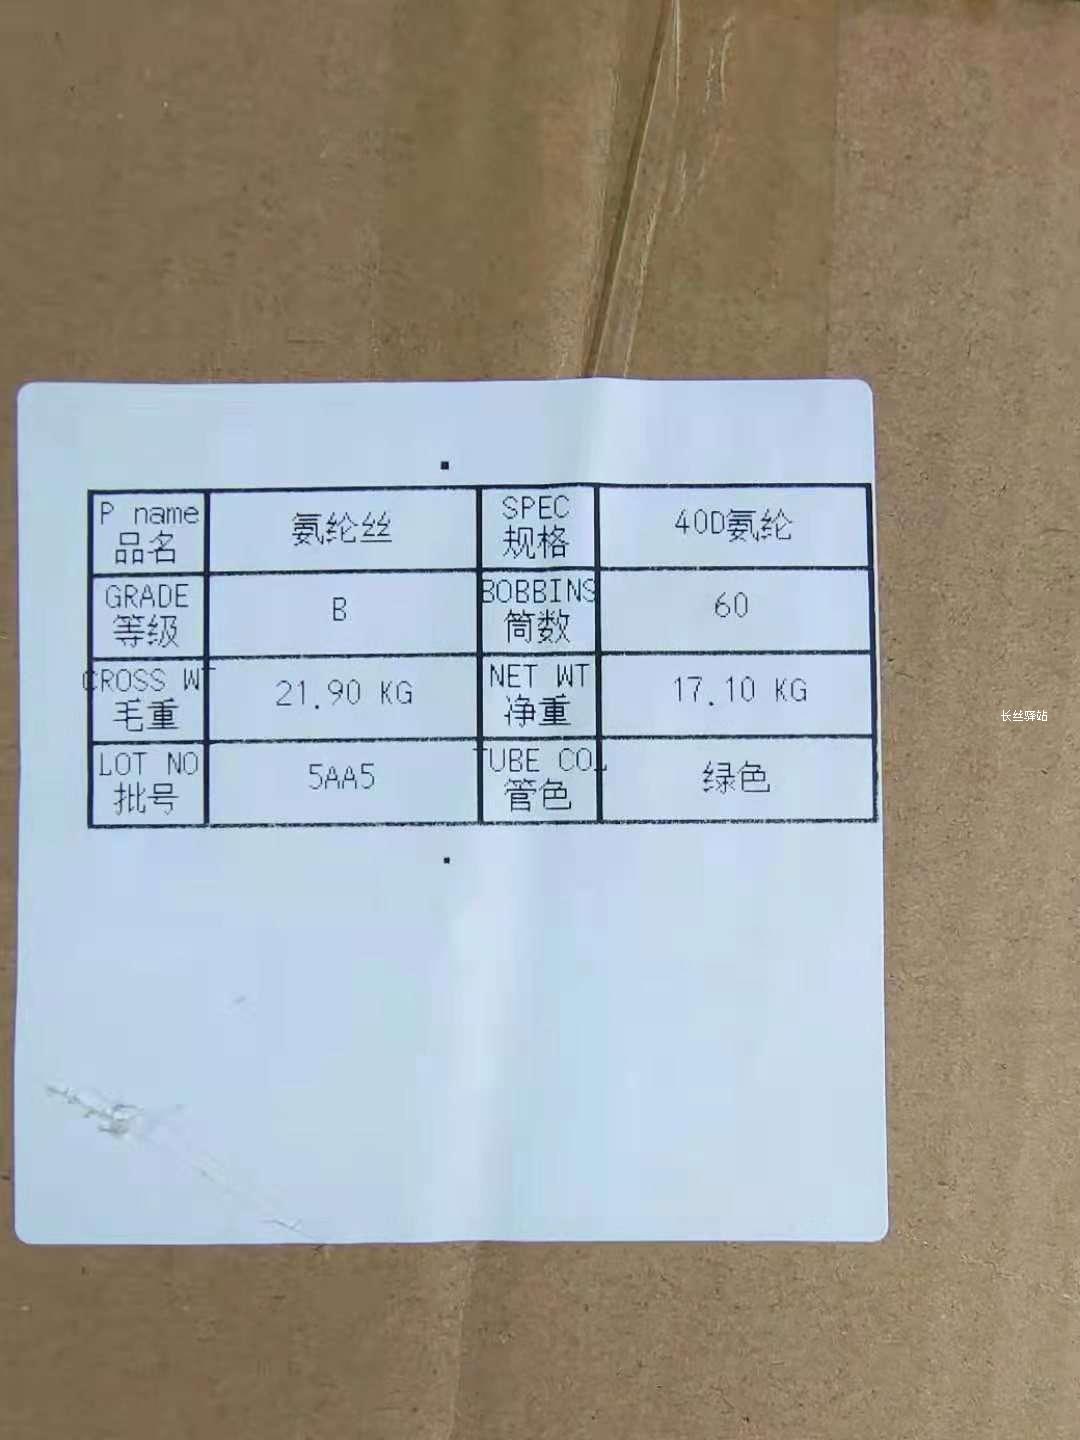 P name
品名
氨纶丝
SPEC
规格
40D氨纶
GRADE
等级
B
BOBBINS
筒数
60
CROSS WT
毛重
21.90 KG
NET WT
净重
17.10 KG
LOT NO
批号
5AA5
TUBE COL
管色
绿色
长丝驿站